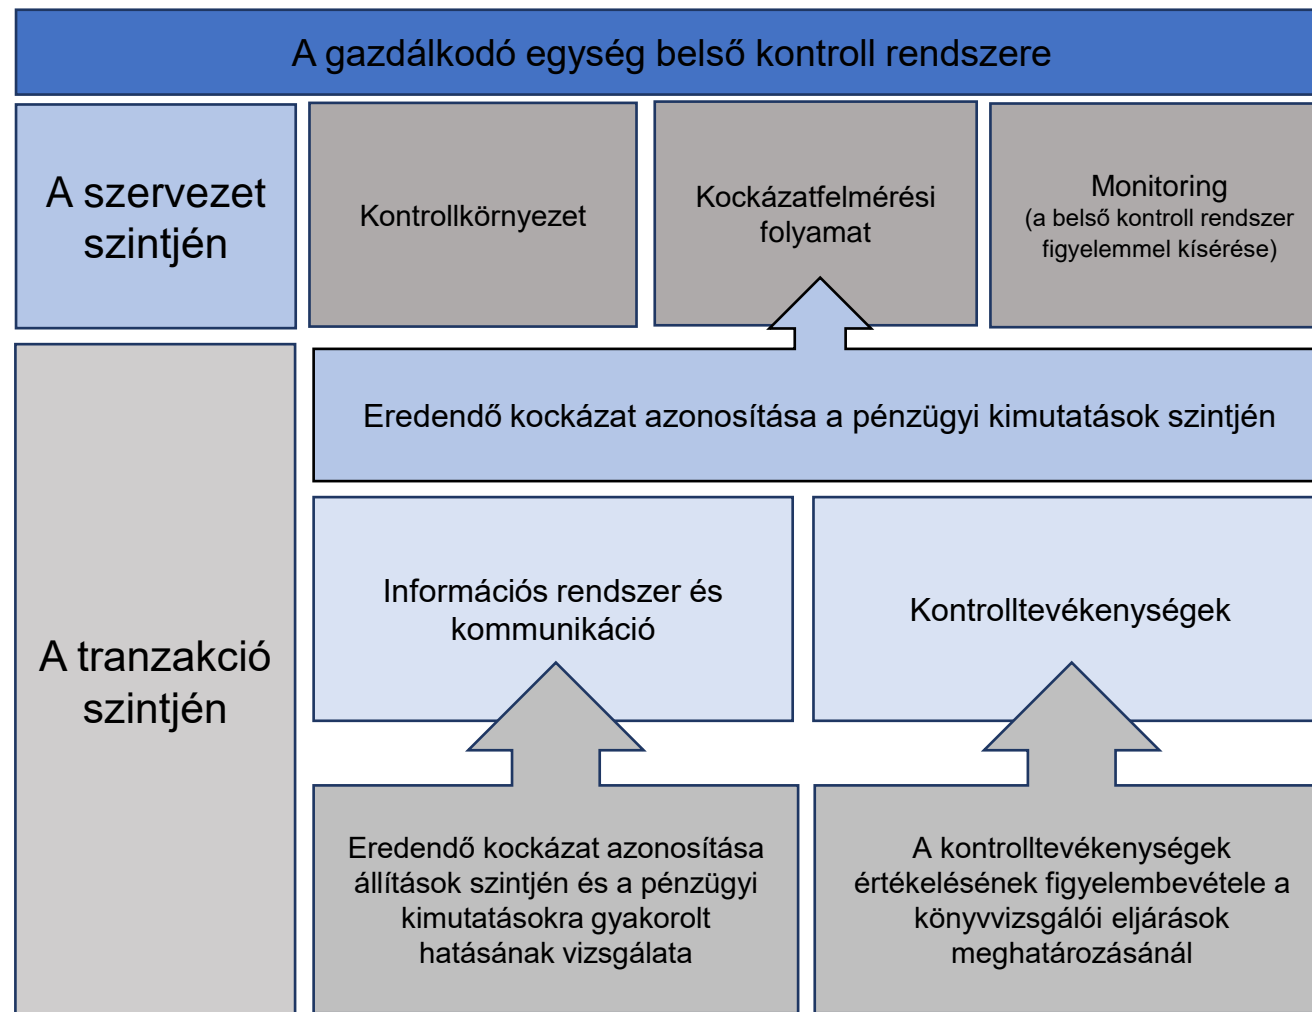 A gazdálkodó egység belső kontroll rendszere
A szervezet
szintjén
Kontrollkörnyezet
Kockázatfelmérési
folyamat
Monitoring
(a belső kontroll rendszer
figyelemmel kísérése)
A tranzakció
szintjén
Eredendő kockázat azonosítása a pénzügyi kimutatások szintjén
Információs rendszer és
kommunikáció
Kontrolltevékenységek
Eredendő kockázat azonosítása
állítások szintjén és a pénzügyi
kimutatásokra gyakorolt
hatásának vizsgálata
A kontrolltevékenységek
értékelésének figyelembevétele a
könyvvizsgálói eljárások
meghatározásánál